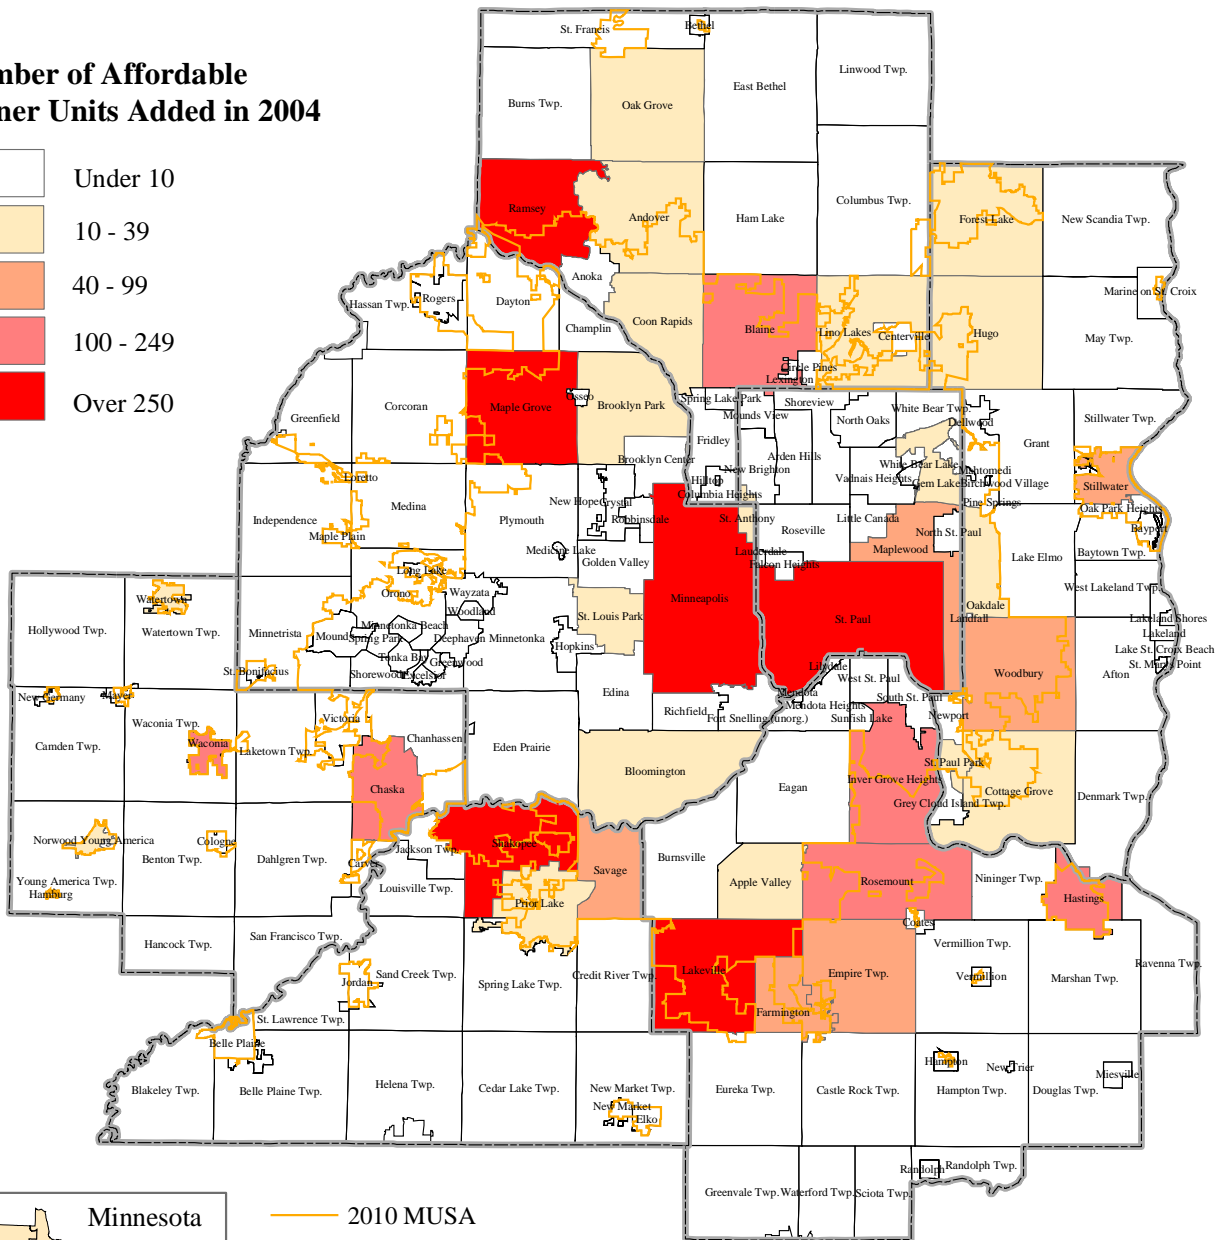 mber of Affordable
ner Units Added in 2004
Under 10
10 - 39
40 - 99
100 - 249
Over 250
St. Francis
Bethel
Linwood Twp.
East Bethel
Burns Twp.
Oak Grove
Columbus Twp.
Ramsey
Andover
Ham Lake
Forest Lake
New Scandia Twp.
Anoka
Hassan Twp.
Rogers
Dayton
Marine on St. Croix
Champlin
Coon Rapids
Blaine
Lino Lakes
Centerville
Hugo
May Twp.
Circle Pines
Lexington
Greenfield
Corcoran
Maple Grove
Osseo
Brooklyn Park
Spring Lake Park
Mounds View
Shoreview
North Oaks
White Bear Twp.
Dellwood
Stillwater Twp.
Fridley
Grant
Brooklyn Center
New Brighton
Arden Hills
Vadnais Heights
White Bear Lake
Mahtomedi
Gem Lake
Birchwood Village
Hilltop
Columbia Heights
Stillwater
Loretto
Medina
New Hope
Crystal
Robbinsdale
Pine Springs
Oak Park Heights
Independence
Plymouth
St. Anthony
Roseville
Little Canada
North St. Paul
Bayport
Maple Plain
Medicine Lake
Golden Valley
Lauderdale
Falcon Heights
Maplewood
Lake Elmo
Baytown Twp.
Long Lake
Orono
Wayzata
Woodland
Minneapolis
West Lakeland Twp.
Watertown
Hollywood Twp.
Watertown Twp.
Minnetrista
Mound
Spring Park
Minnetonka Beach
Deephaven
Minnetonka
St. Louis Park
Hopkins
St. Paul
Oakdale
Landfall
Lakeland Shores
Lakeland
Lake St. Croix Beach
St. Marys Point
Tonka Bay
Greenwood
Shorewood
Excelsior
St. Bonifacius
Lilydale
West St. Paul
Woodbury
Afton
New Germany
Mayer
Edina
Mendota
South St. Paul
Mendota Heights
Richfield
Fort Snelling (unorg.)
Sunfish Lake
Newport
Waconia Twp.
Victoria
Camden Twp.
Waconia
Laketown Twp.
Chanhassen
Eden Prairie
Bloomington
St. Paul Park
Chaska
Eagan
Inver Grove Heights
Cottage Grove
Denmark Twp.
Grey Cloud Island Twp.
Norwood Young America
Cologne
Benton Twp.
Dahlgren Twp.
Carver
Jackson Twp.
Shakopee
Savage
Burnsville
Young America Twp.
Hamburg
Louisville Twp.
Prior Lake
Apple Valley
Rosemount
Nininger Twp.
Hastings
Coates
Hancock Twp.
San Francisco Twp.
Vermillion Twp.
Ravenna Twp.
Jordan
Sand Creek Twp.
Spring Lake Twp.
Credit River Twp.
Lakeville
Empire Twp.
Vermillion
Marshan Twp.
Farmington
St. Lawrence Twp.
Belle Plaine
Blakeley Twp.
Belle Plaine Twp.
Helena Twp.
Cedar Lake Twp.
New Market Twp.
New Market
Elko
Eureka Twp.
Castle Rock Twp.
Hampton
Hampton Twp.
New Trier
Douglas Twp.
Miesville
Randolph
Randolph Twp.
Greenvale Twp.
Waterford Twp.
Sciota Twp.
Minnesota
2010 MUSA